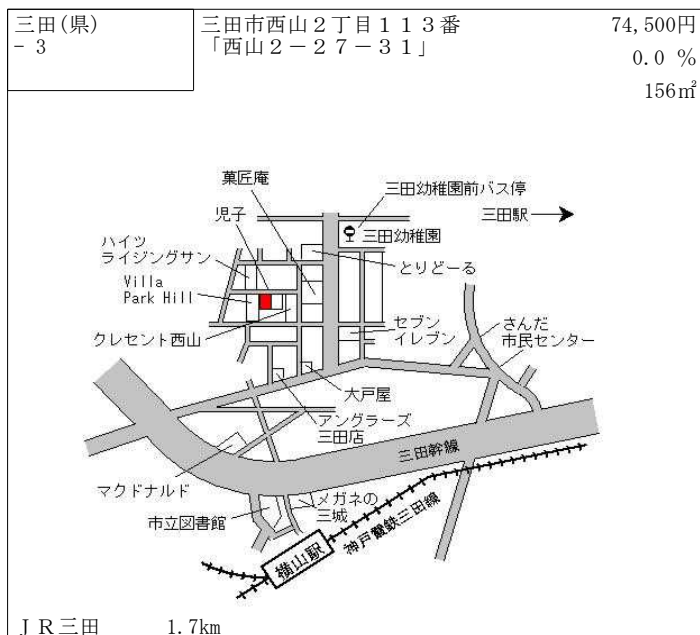 三田(県)
- 3
三田市西山２丁目１１３番
「西山２－２７－３１」
74,500円
0.0 %
156㎡
菓匠庵
三田幼稚園前バス停
三田駅
児子
三田幼稚園
ハイツ
ライジングサン
とりどーる
Villa
Park Hill
セブン
イレブン
さんだ
市民センター
クレセント西山
大戸屋
アングラーズ
三田店
三田幹線
マクドナルド
メガネの
三城
市立図書館
神戸電鉄三田線
横山駅
ＪＲ三田 1.7km